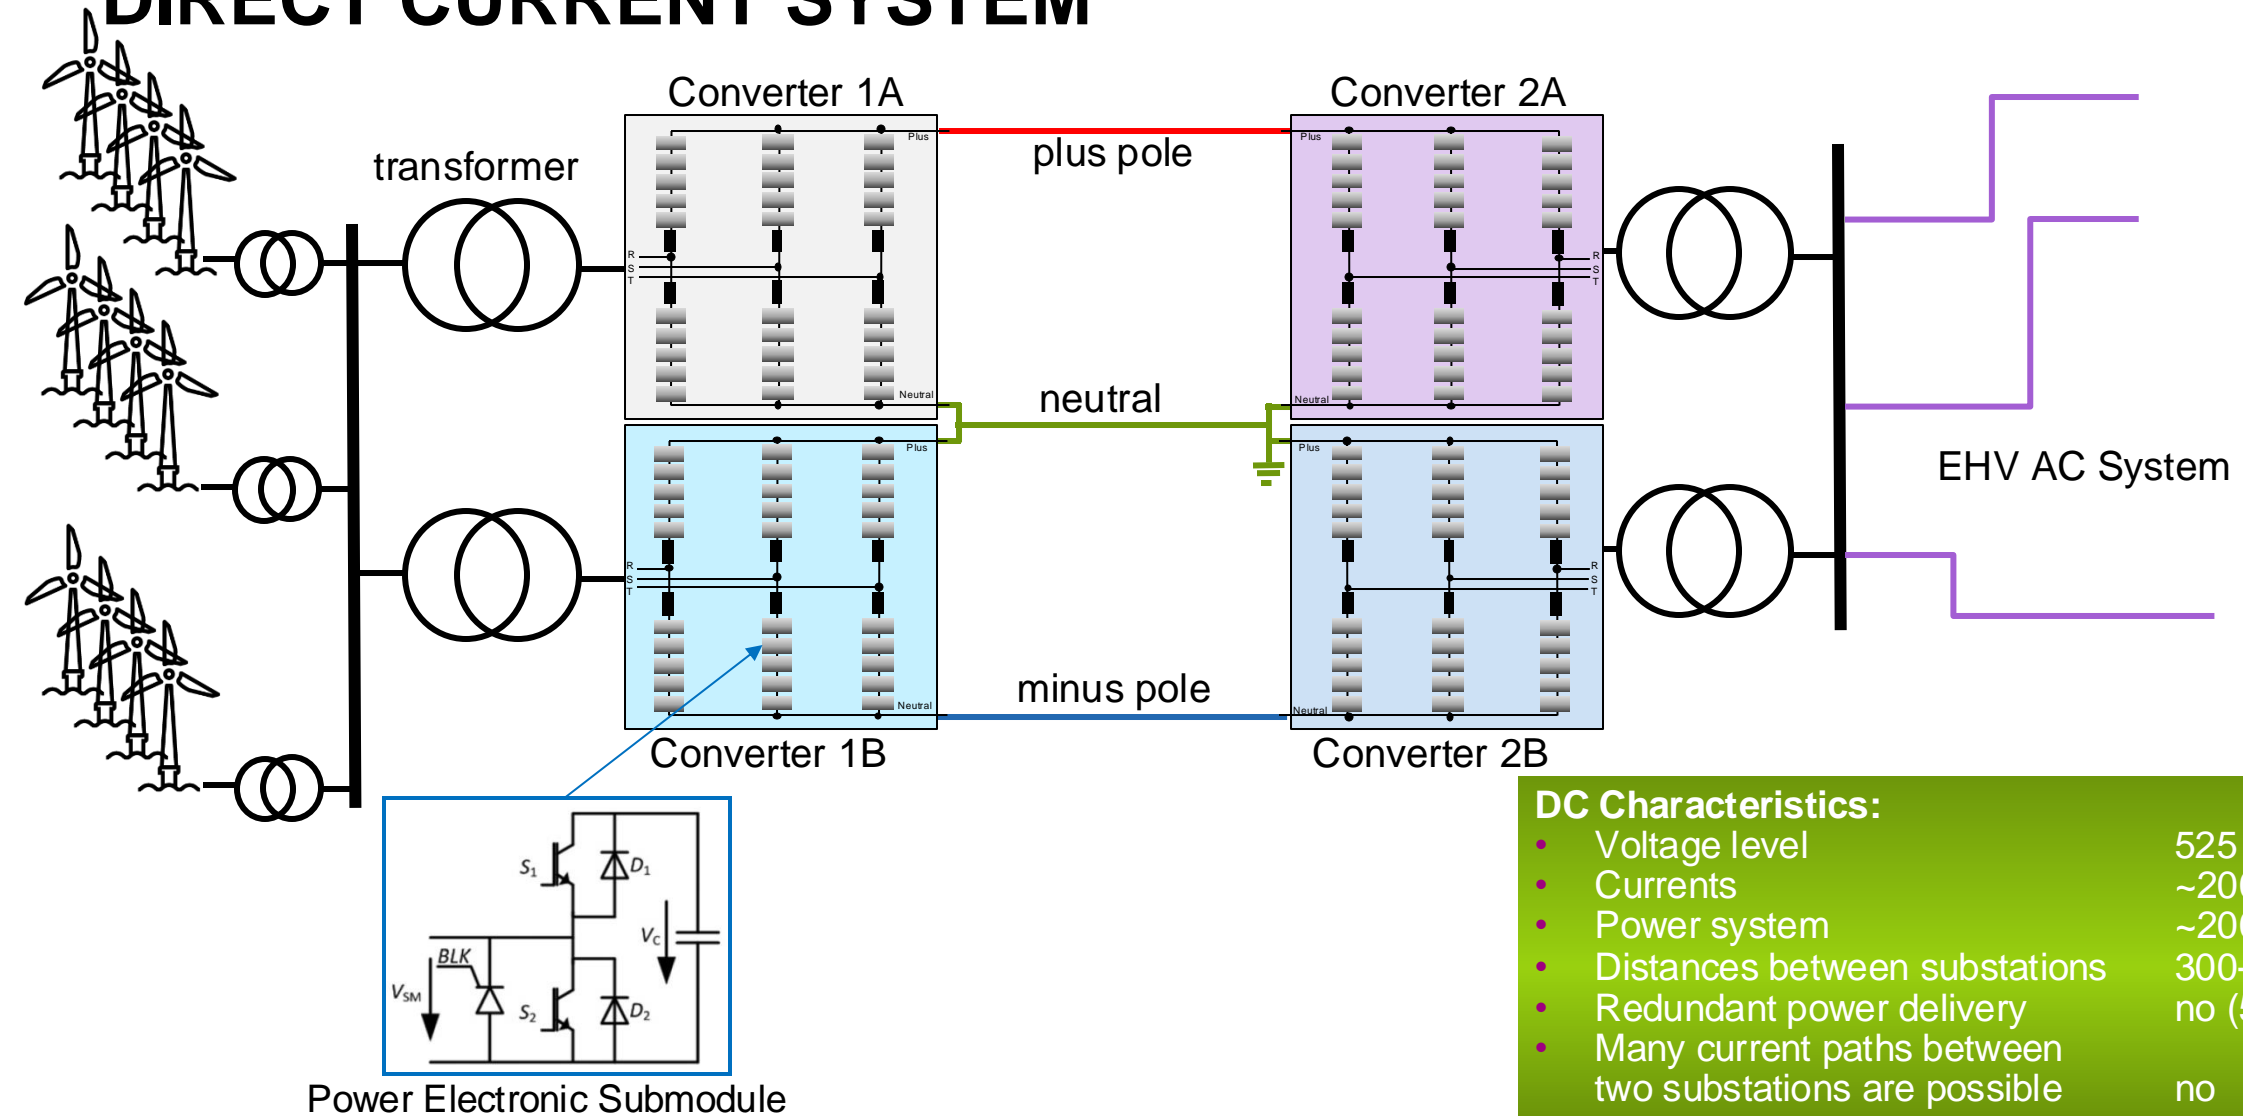 DIRECT CURRENT SYSTEM
Converter 1A
Converter 2A
transformer
plus pole
Plus
Plus
R
S
T
R
S
T
Neutral
Neutral
neutral
Plus
Plus
EHV AC System
R
S
T
R
S
T
minus pole
Neutral
Neutral
Converter 1B
Converter 2B
S1
D1
VC
BLK
VSM
S2
D2
Power Electronic Submodule
DC Characteristics:
• Voltage level 525
• Currents
• Power system
• Distances between substations
• Redundant power delivery no
• Many current paths between
two substations are possible no